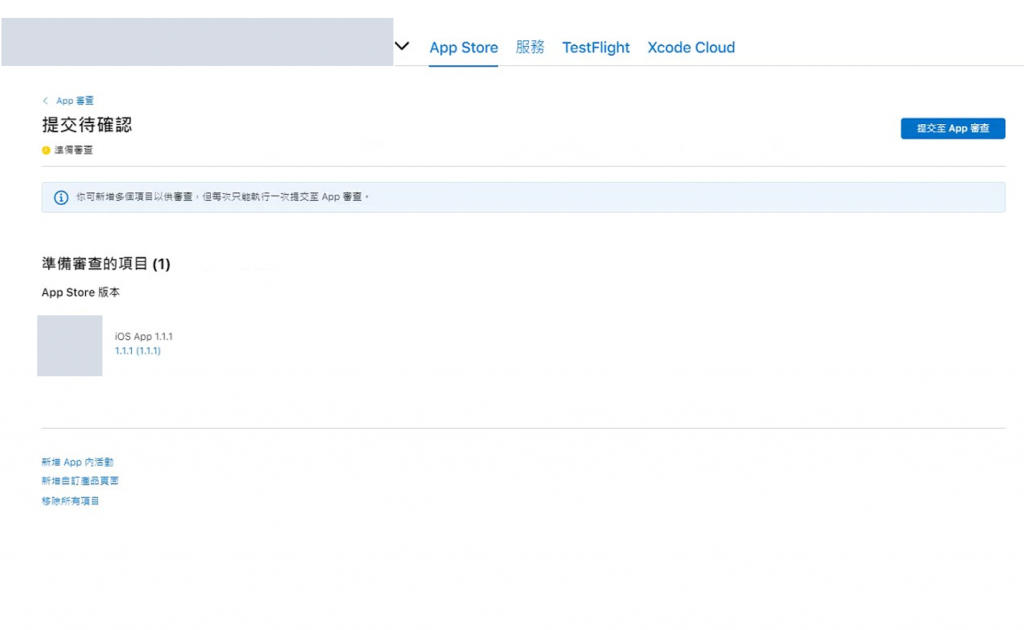 App Store 服務 TestFlight Xcode Cloud
App 審查
提交待確認
提交至 App 審查
準備審查
你可新增多個項目以供審查，但每次只能執行一次提交至 App 審查。
準備審查的項目 (1)
App Store 版本
iOS App 1.1.1
1.1.1 (1.1.1)
新增 App 內活動
新增自訂產品頁面
移除所有項目